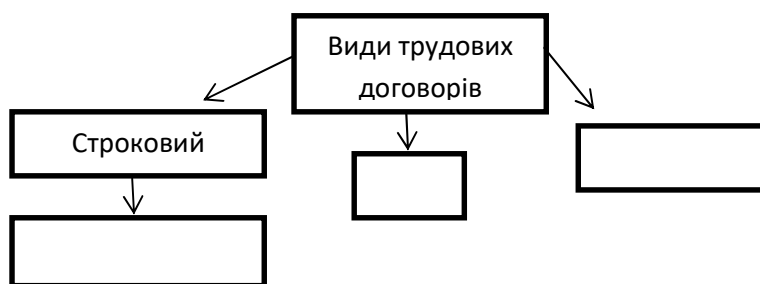 Види трудових
договорів
Строковий